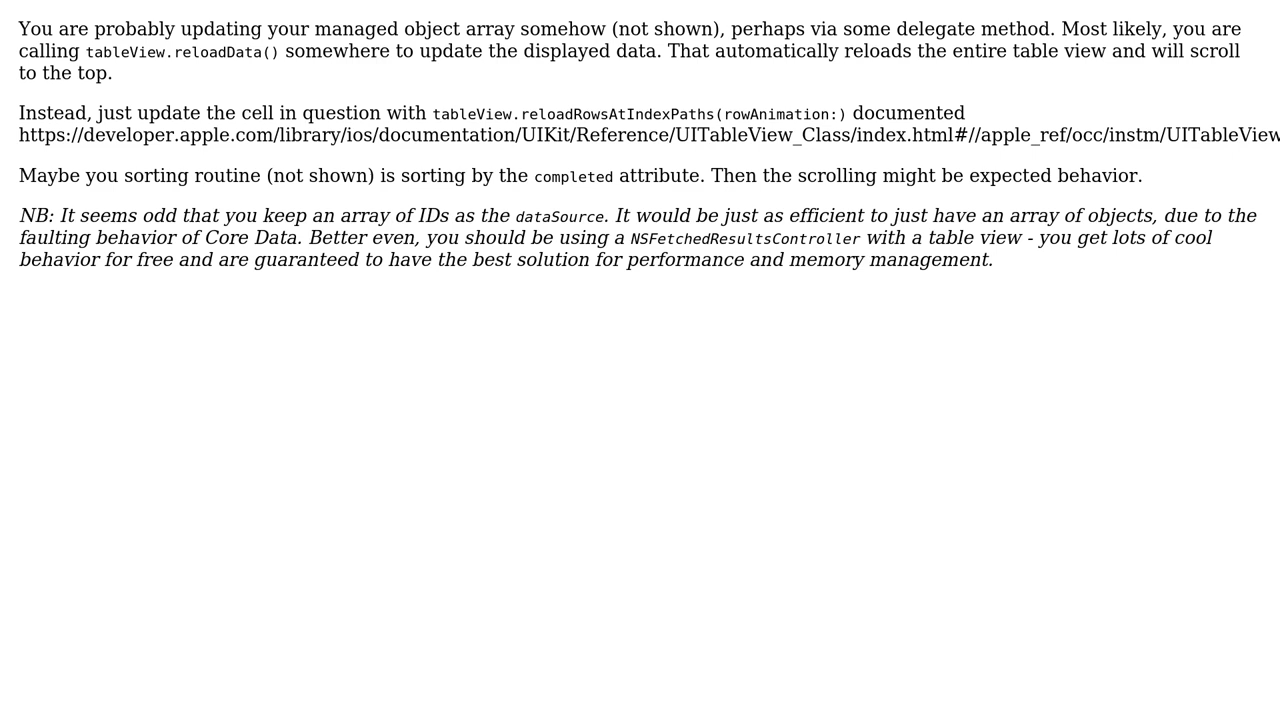 You are probably updating your managed object array somehow (not shown), perhaps via some delegate method. Most likely, you are
calling tableView.reloadData() somewhere to update the displayed data. That automatically reloads the entire table view and will scroll
to the top.
Instead, just update the cell in question with tableView.reloadRowsAtIndexPaths(rowAnimation:) documented
https://developer.apple.com/library/ios/documentation/UIKit/Reference/UITableView_Class/index.html#//apple_ref/occ/instm/UITableView
Maybe you sorting routine (not shown) is sorting by the completed attribute. Then the scrolling might be expected behavior.
NB: It seems odd that you keep an array of IDs as the dataSource. It would be just as efficient to just have an array of objects, due to the
faulting behavior of Core Data. Better even, you should be using a NSFetchedResultsController with a table view - you get lots of cool
behavior for free and are guaranteed to have the best solution for performance and memory management.